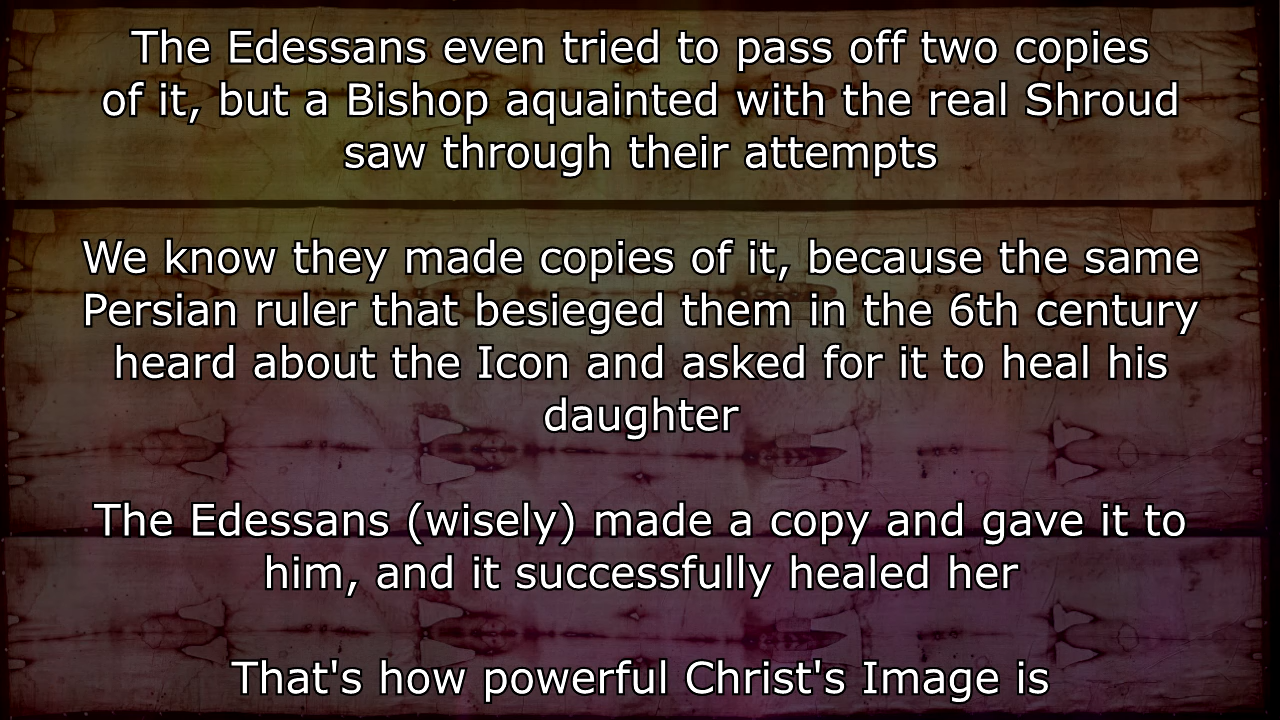 The Edessans even tried to pass off two copies
of it, but a Bishop aquainted with the real Shroud
saw through their attempts
We know they made copies of it, because the same
Persian ruler that besieged them in the 6th century
heard about the Icon and asked for it to heal his
daughter
The Edessans (wisely) made a copy and gave it to
him, and it successfully healed her
That's how powerful Christ's Image is